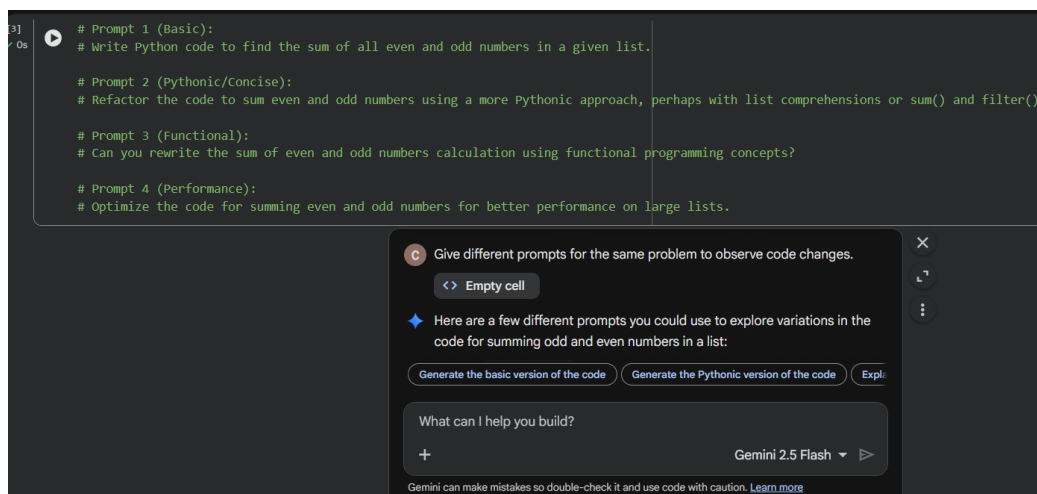 [3]
0s
# Prompt 1 (Basic):
# Write Python code to find the sum of all even and odd numbers in a given list.
# Prompt 2 (Pythonic/Concise):
# Refactor the code to sum even and odd numbers using a more Pythonic approach, perhaps with list comprehensions or sum() and filter()
# Prompt 3 (Functional):
# Can you rewrite the sum of even and odd numbers calculation using functional programming concepts?
# Prompt 4 (Performance):
# Optimize the code for summing even and odd numbers for better performance on large lists.
C
Give different prompts for the same problem to observe code changes.
<> Empty cell
Here are a few different prompts you could use to explore variations in the
code for summing odd and even numbers in a list:
Generate the basic version of the code Generate the Pythonic version of the code Expla
What can I help you build?
+ Gemini 2.5 Flash
Gemini can make mistakes so double-check it and use code with caution. Learn more